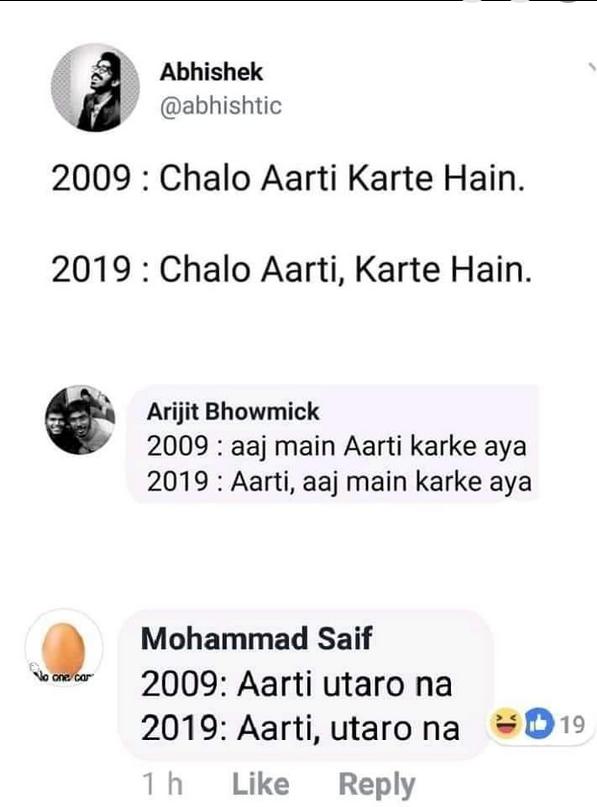 Abhishek
@abhishtic
2009 : Chalo Aarti Karte Hain.
2019 : Chalo Aarti, Karte Hain.
Arijit Bhowmick
2009 : aaj main Aarti karke aya
2019 : Aarti, aaj main karke aya
No one car
Mohammad Saif
2009: Aarti utaro na
2019: Aarti, utaro na
19
1 h Like Reply